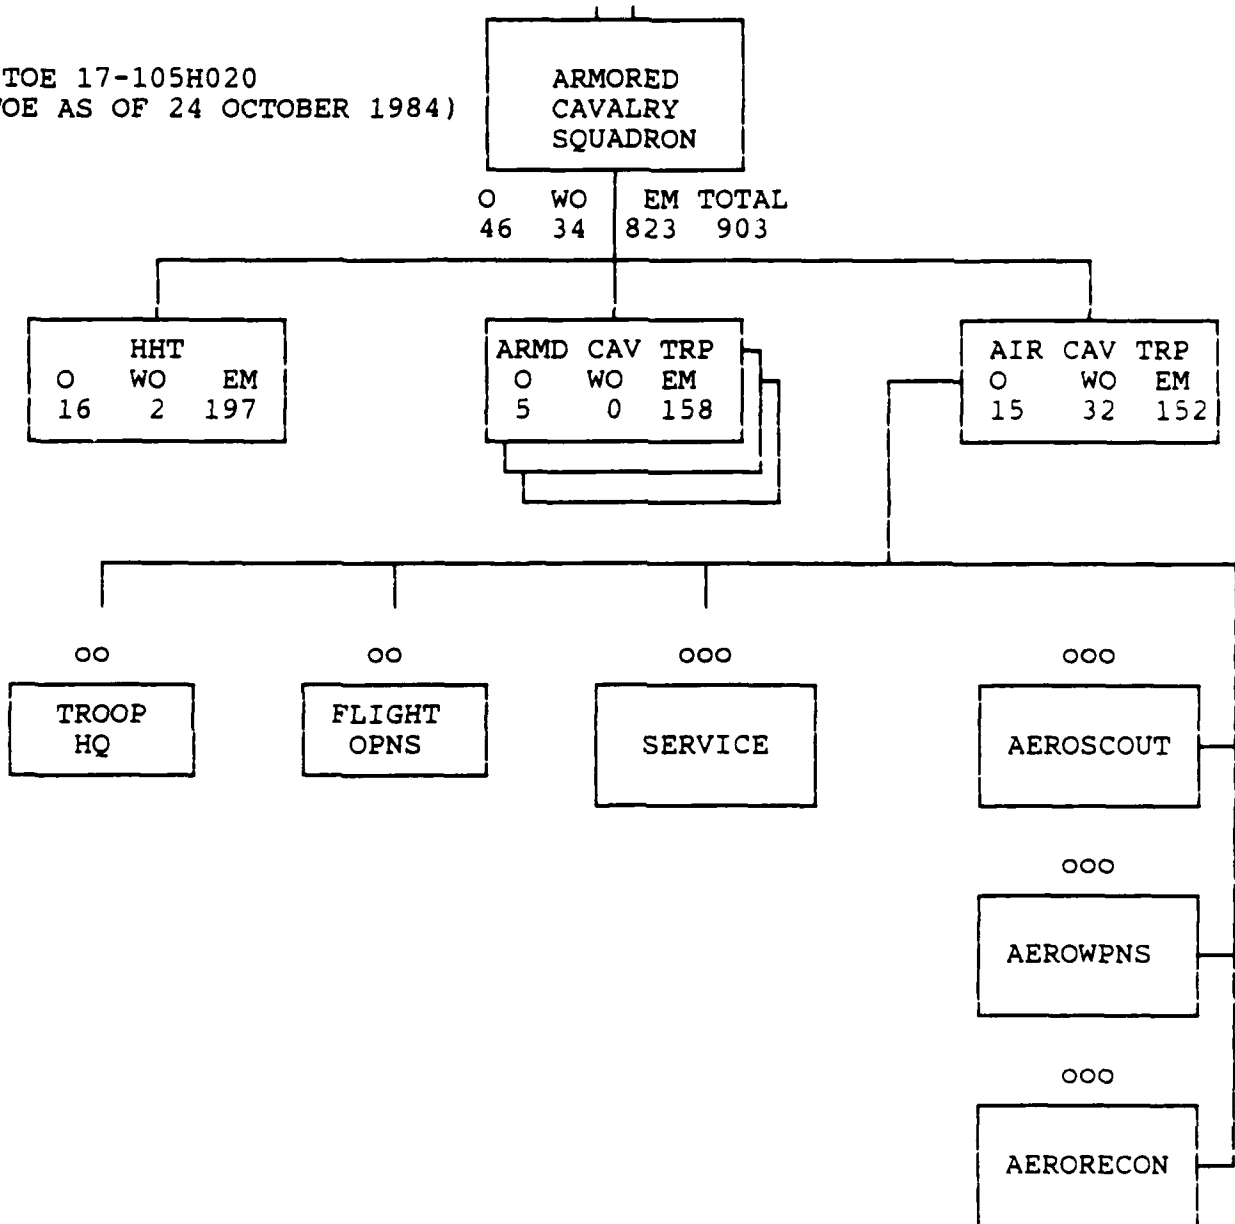 TOE 17-105H020
OE AS OF 24 OCTOBER 1984)
ARMORED
CAVALRY
SQUADRON
O WO EM TOTAL
46 34 823 903
HHT
O WO EM
16 2 197
ARMD CAV TRP
O WO EM
5 0 158
AIR CAV TRP
O WO EM
15 32 152
oo
TROOP
HQ
oo
FLIGHT
OPNS
ooo
SERVICE
ooo
AEROSCOUT
ooo
AEROWPNS
ooo
AERORECON